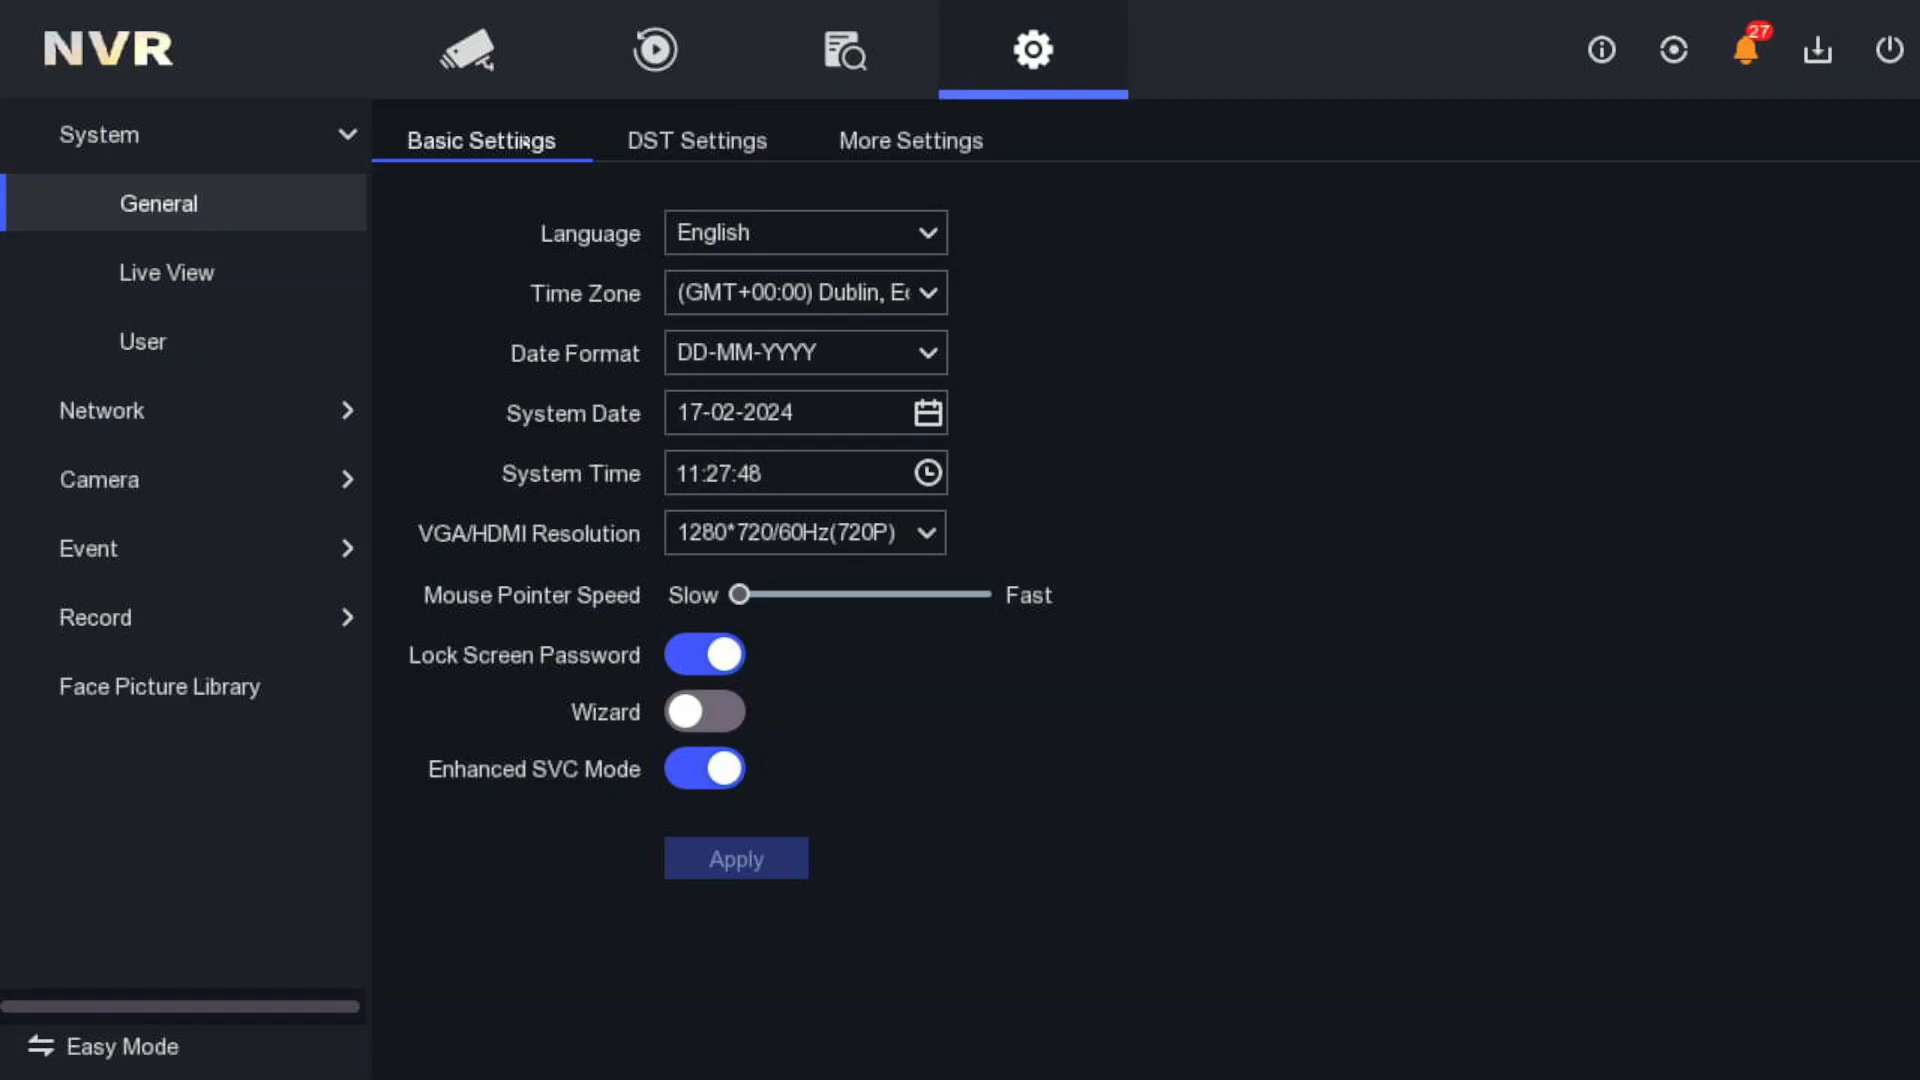 NVR
27
System
General
Live View
User
Network
Camera
Event
Record
Face Picture Library
Easy Mode
Basic Settings
DST Settings
More Settings
Language English
Time Zone (GMT+00:00) Dublin,
Date Format DD-MM-YYYY
System Date 17-02-2024
System Time 11:27:48
VGA/HDMI Resolution 1280*720/60Hz(720P)
Mouse Pointer Speed Slow Fast
Lock Screen Password
Wizard
Enhanced SVC Mode
Apply